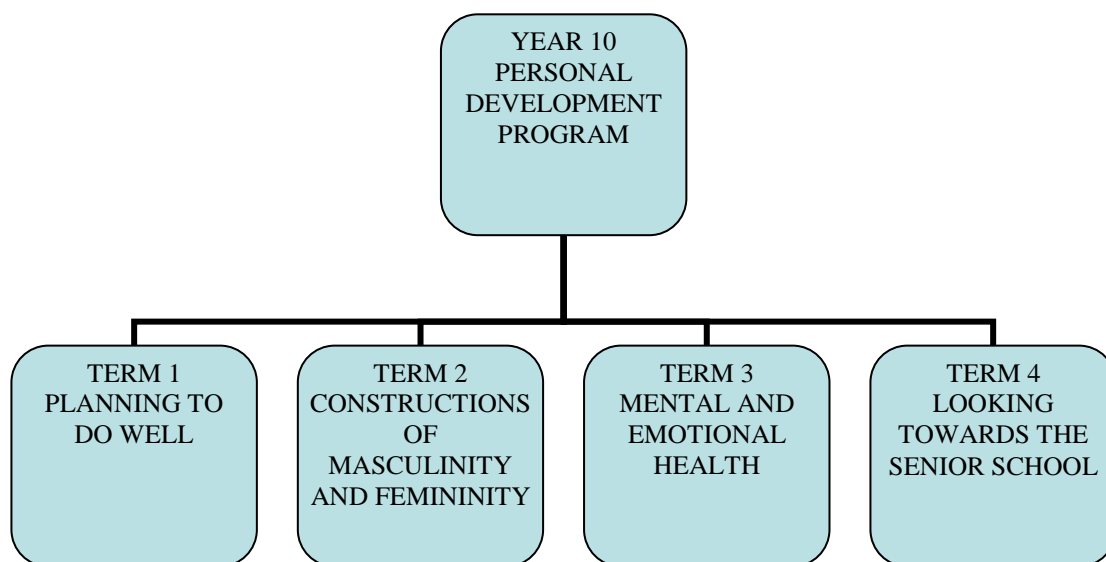 YEAR 10
PERSONAL
DEVELOPMENT
PROGRAM
TERM 1
PLANNING TO
DO WELL
TERM 2
CONSTRUCTIONS
OF
MASCULINITY
AND FEMININITY
TERM 3
MENTAL AND
EMOTIONAL
HEALTH
TERM 4
LOOKING
TOWARDS THE
SENIOR SCHOOL